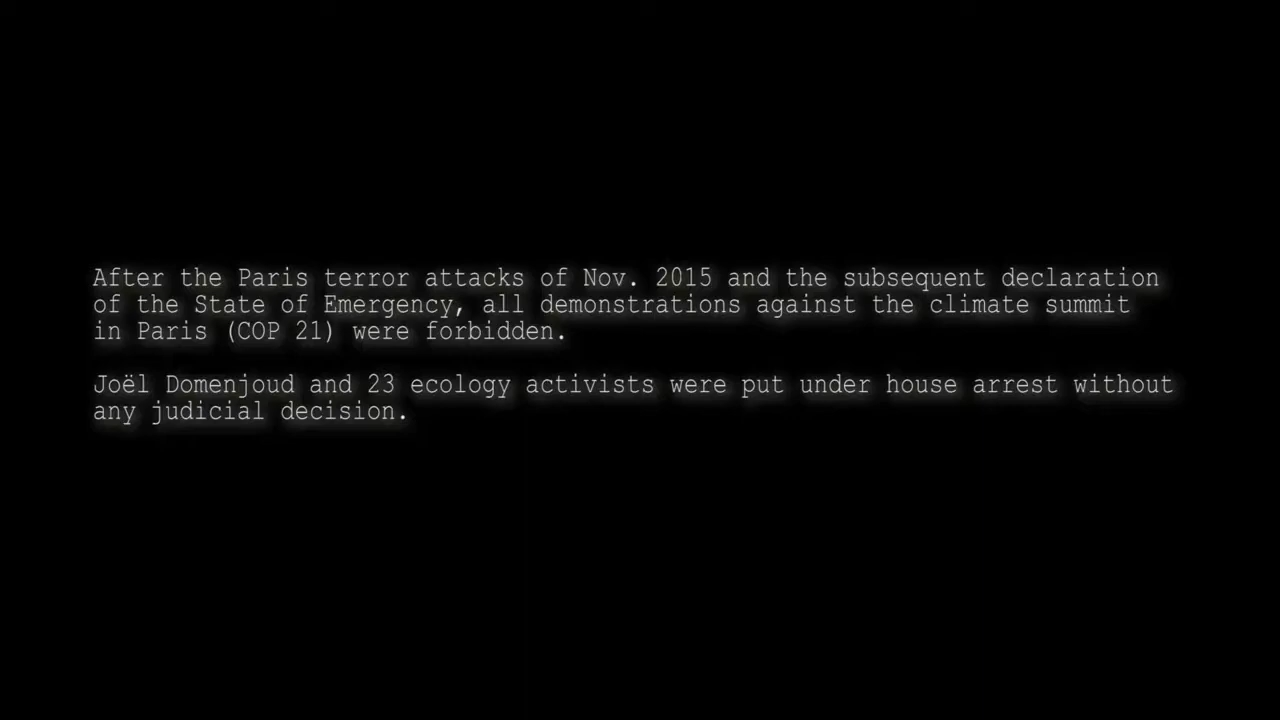 After the Paris terror attacks of Nov. 2015 and the subsequent declaration
of the State of Emergency, all demonstrations against the climate summit
in Paris (COP 21) were forbidden.
Joël Domenjoud and 23 ecology activists were put under house arrest without
any judicial decision.